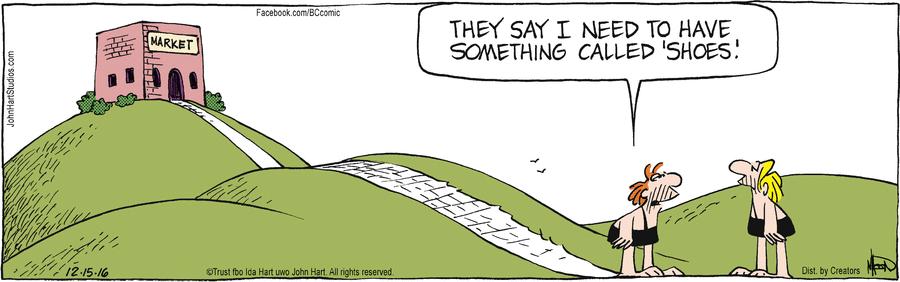 Facebook.com/BCcomic
JohnHartStudios.com
MARKET
THEY SAY I NEED TO HAVE
SOMETHING CALLED 'SHOES.'
12·15·16
©Trust fbo Ida Hart uwo John Hart. All rights reserved.
Dist. by Creators